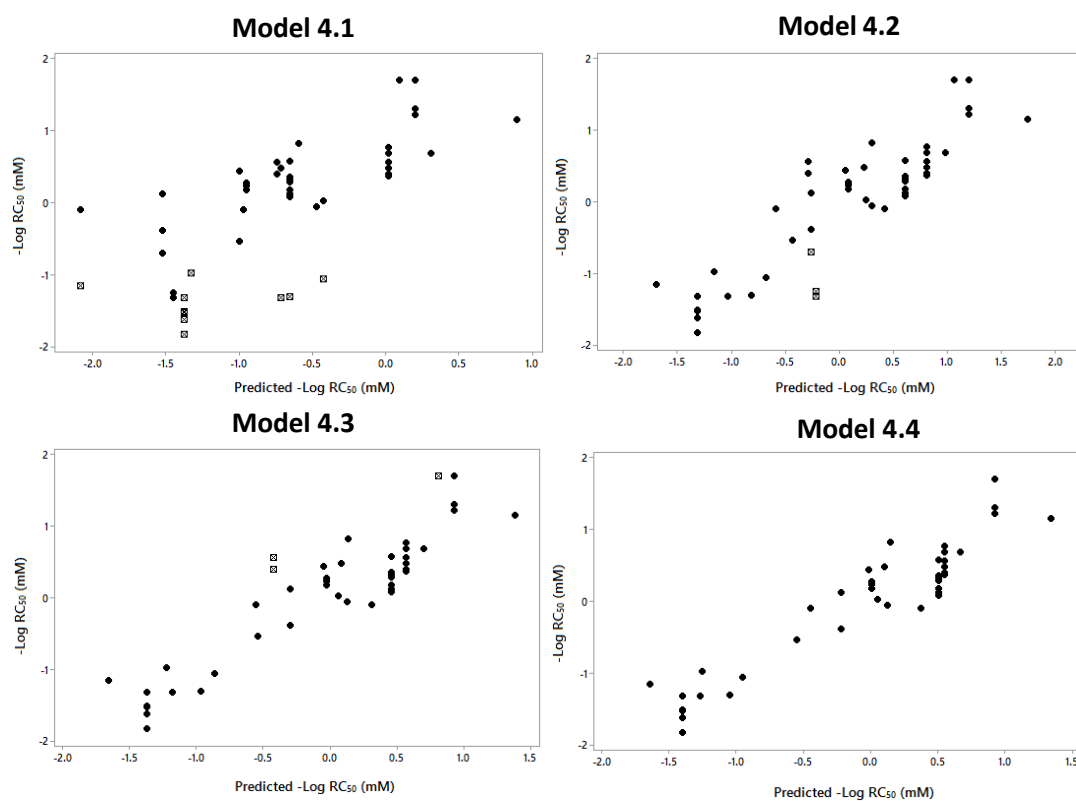 Model 4.1
2
1
0
-1
-2
-2.0 -1.5 -1.0 -0.5 0.0 0.5 1.0
-Log RC₅₀ (mM)
Predicted -Log RC₅₀ (mM)
Model 4.2
2
1
0
-1
-2
-2.0 -1.5 -1.0 -0.5 0.0 0.5 1.0 1.5 2.0
-Log RC₅₀ (mM)
Predicted -Log RC₅₀ (mM)
Model 4.3
2
1
0
-1
-2
-2.0 -1.5 -1.0 -0.5 0.0 0.5 1.0 1.5
-Log RC₅₀ (mM)
Predicted -Log RC₅₀ (mM)
Model 4.4
2
1
0
-1
-2
-2.0 -1.5 -1.0 -0.5 0.0 0.5 1.0 1.5
-Log RC₅₀ (mM)
Predicted -Log RC₅₀ (mM)